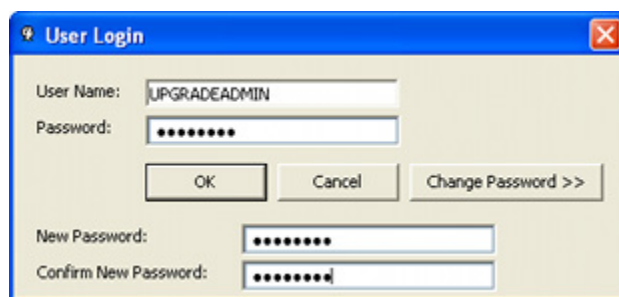 User Login
User Name: UPGRADEADMIN
Password: ●●●●●●●●
OK Cancel Change Password >>
New Password: ●●●●●●●●
Confirm New Password: ●●●●●●●●